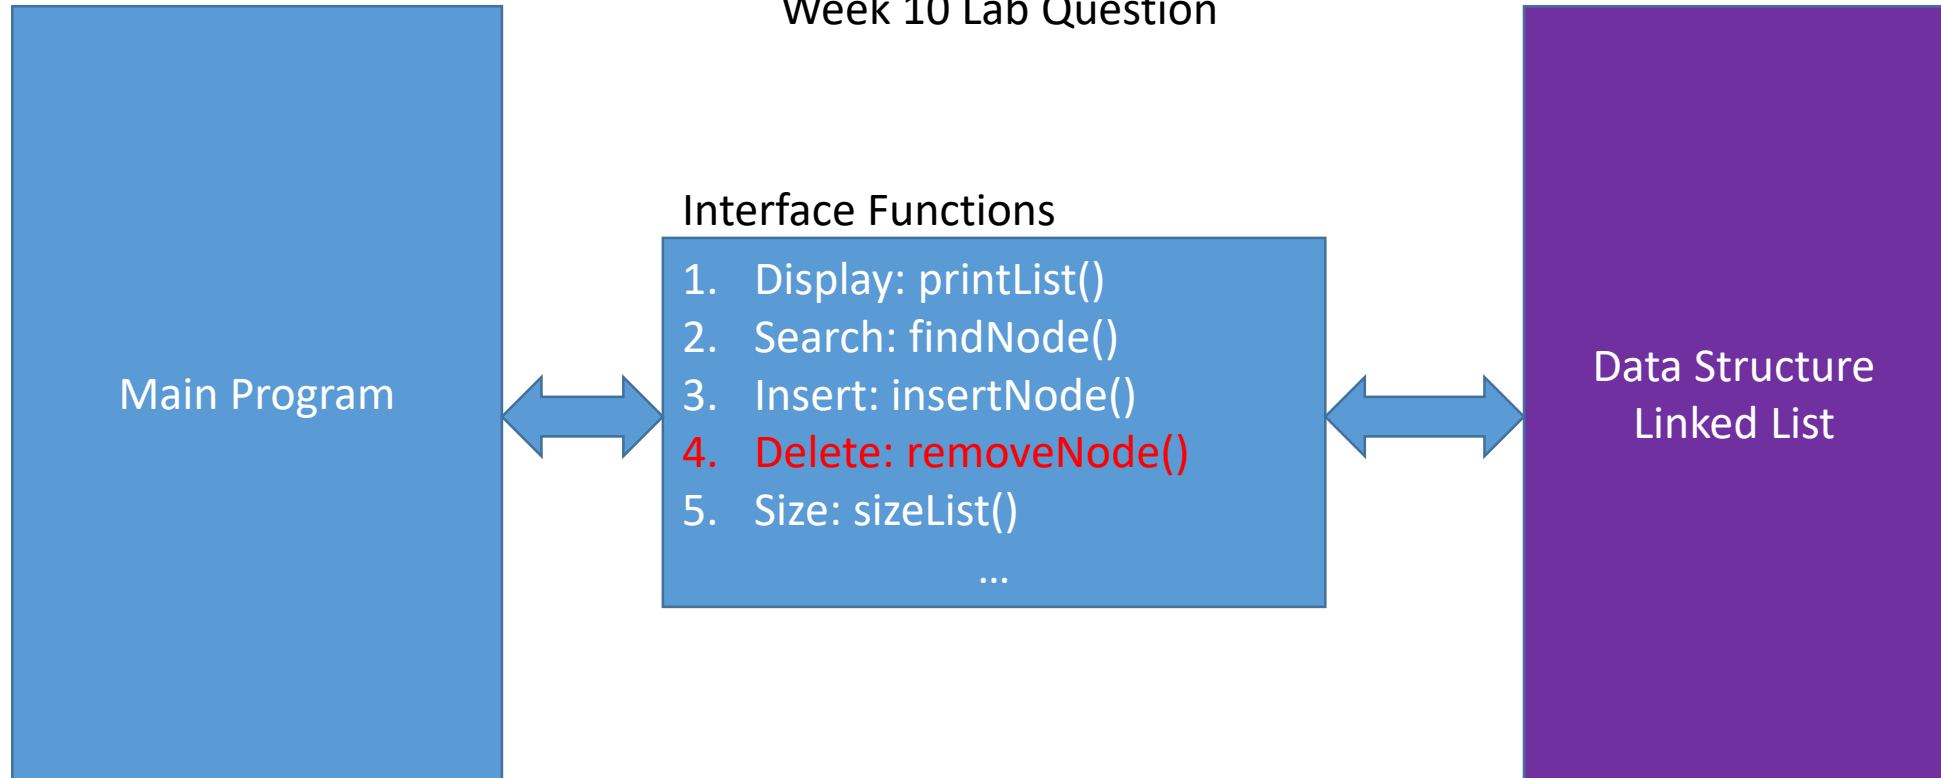 Week 10 Lab Question
Interface Functions
1. Display: printList()
2. Search: findNode()
3. Insert: insertNode()
4. Delete: removeNode()
5. Size: sizeList()
...
Main Program
Data Structure
Linked List